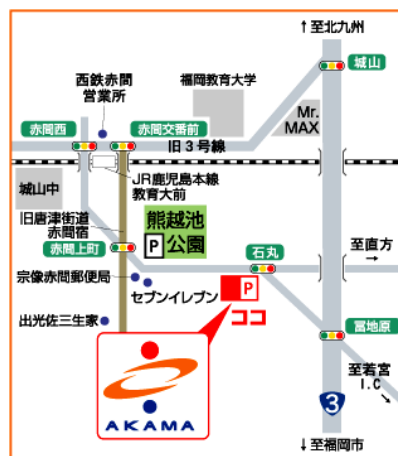 ↑至北九州
城山
西鉄赤間
営業所
福岡教育大学
Mr.
MAX
赤間西
赤間交番前
旧3号線
城山中
JR鹿児島本線
教育大前
旧唐津街道
赤間宿
熊越池
P公園
赤間上町
石丸
至直方
→
宗像赤間郵便局
セブンイレブン
P
ココ
出光佐三生家
冨地原
至若宮
I.C
3
AKAMA
↓至福岡市